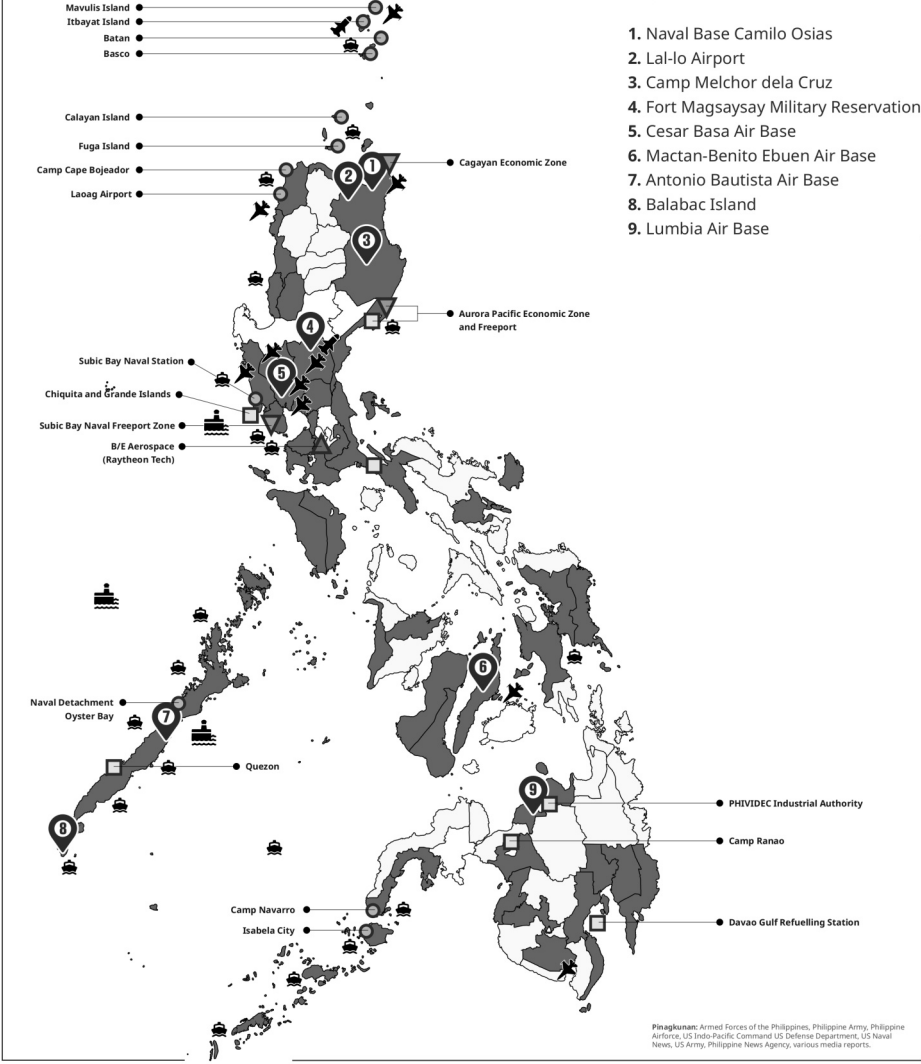 Mavulis Island
Itbayat Island
Batan
Basco
1. Naval Base Camilo Osias
2. Lal-lo Airport
3. Camp Melchor dela Cruz
4. Fort Magsaysay Military Reservation
5. Cesar Basa Air Base
6. Mactan-Benito Ebuen Air Base
7. Antonio Bautista Air Base
8. Balabac Island
9. Lumbia Air Base
Calayan Island
Fuga Island
Camp Cape Bojeador
Laoag Airport
Cagayan Economic Zone
1
2
3
Aurora Pacific Economic Zone
and Freeport
4
Subic Bay Naval Station
5
Chiquita and Grande Islands
Subic Bay Naval Freeport Zone
B/E Aerospace
(Raytheon Tech)
6
Naval Detachment
Oyster Bay
7
Quezon
8
9
PHIVIDEC Industrial Authority
Camp Ranao
Camp Navarro
Isabela City
Davao Gulf Refuelling Station
Pinagkunan: Armed Forces of the Philippines, Philippine Army, Philippine
Airforce, US Indo-Pacific Command US Defense Department, US Naval
News, US Army, Philippine News Agency, various media reports.